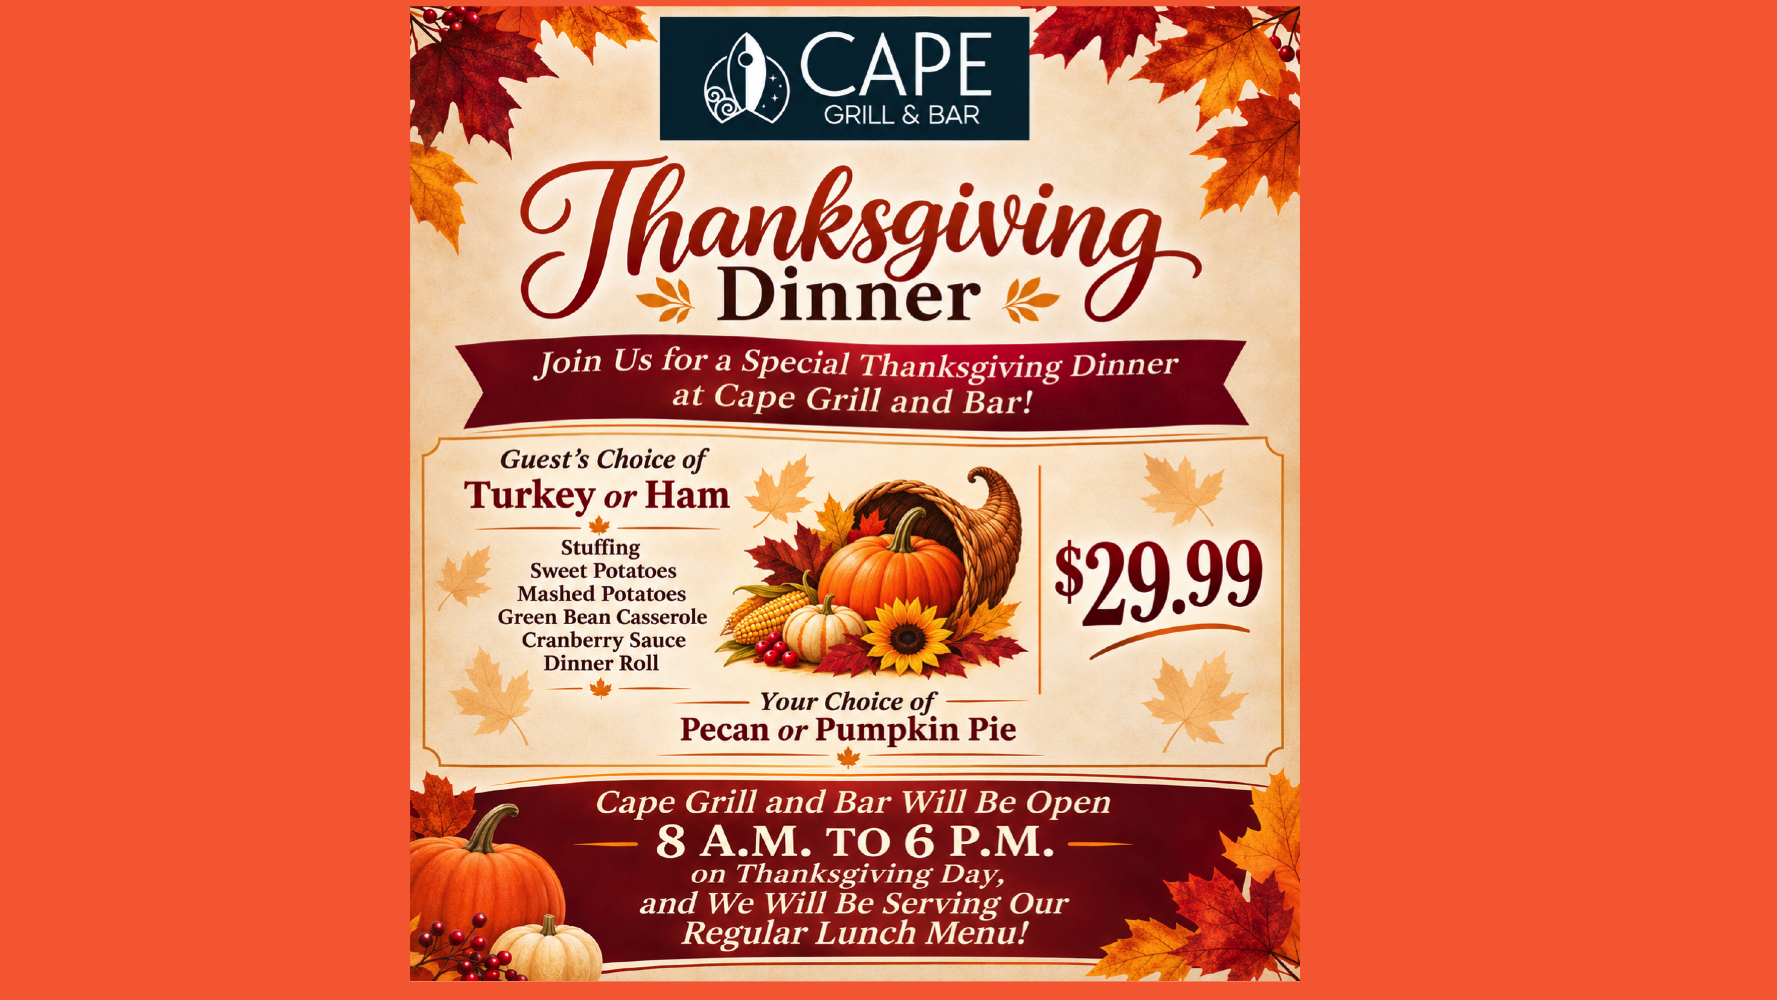 CAPE
GRILL & BAR
Thanksgiving
Dinner
Join Us for a Special Thanksgiving Dinner
at Cape Grill and Bar!
Guest's Choice of
Turkey or Ham
Stuffing
Sweet Potatoes
Mashed Potatoes
Green Bean Casserole
Cranberry Sauce
Dinner Roll
$29.99
Your Choice of
Pecan or Pumpkin Pie
Cape Grill and Bar Will Be Open
8 A.M. TO 6 P.M.
on Thanksgiving Day,
and We Will Be Serving Our
Regular Lunch Menu!